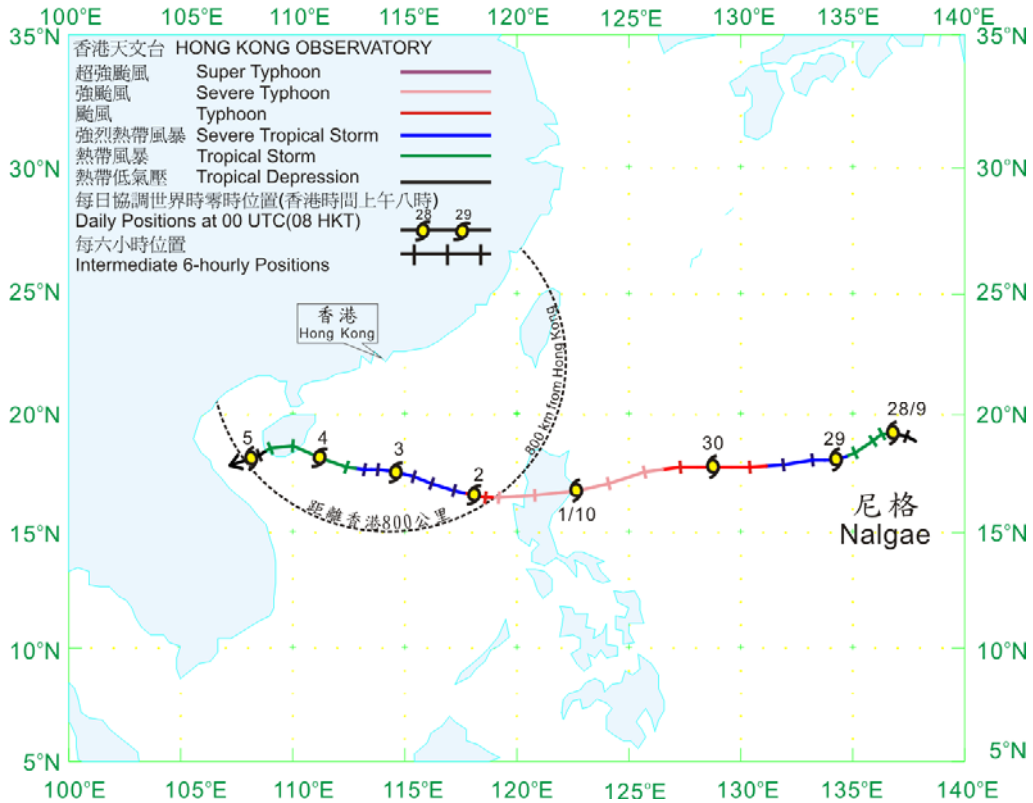 100°E 105°E 110°E 115°E 120°E 125°E 130°E 135°E 140°E
35°N 35°N
香港天文台 HONG KONG OBSERVATORY
超強颱風 Super Typhoon
強颱風 Severe Typhoon
颱風 Typhoon
強烈熱帶風暴 Severe Tropical Storm
熱帶風暴 Tropical Storm
熱帶低氣壓 Tropical Depression
每日協調世界時零時位置(香港時間上午八時)
Daily Positions at 00 UTC(08 HKT) 28 29
每六小時位置
Intermediate 6-hourly Positions
30°N 30°N
25°N 25°N
香港
Hong Kong
800 km from Hong Kong
20°N 20°N
5 4 3 2 1/10 30 29 28/9
距離香港800公里
尼格
Nalgae
15°N 15°N
10°N 10°N
5°N 5°N
100°E 105°E 110°E 115°E 120°E 125°E 130°E 135°E 140°E